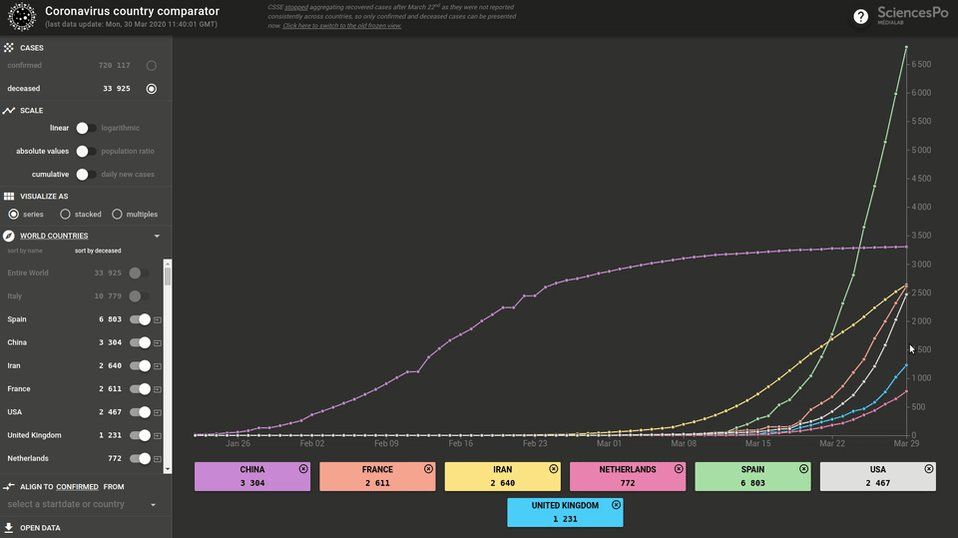 Coronavirus country comparator
(last data update: Mon, 30 Mar 2020 11:40:01 GMT)
CSSE stopped aggregating recovered cases after March 22nd as they were not reported
consistently across countries, so only confirmed and deceased cases can be presented
now. Click here to switch to the old frozen view.
?
SciencesPo
MÉDIALAB
CASES
confirmed 720 117
deceased 33 925
SCALE
linear logarithmic
absolute values population ratio
cumulative daily new cases
VISUALIZE AS
series stacked multiples
WORLD COUNTRIES
sort by name sort by deceased
Entire World 33 925
Italy 10 779
Spain 6 803
China 3 304
Iran 2 640
France 2 611
USA 2 467
United Kingdom 1 231
Netherlands 772
ALIGN TO CONFIRMED FROM
select a startdate or country
OPEN DATA
6 500
6 000
5 500
5 000
4 500
4 000
3 500
3 000
2 500
2 000
1 500
1 000
500
0
Jan 26 Feb 02 Feb 09 Feb 16 Feb 23 Mar 01 Mar 08 Mar 15 Mar 22 Mar 29
CHINA
3 304
FRANCE
2 611
IRAN
2 640
NETHERLANDS
772
SPAIN
6 803
USA
2 467
UNITED KINGDOM
1 231